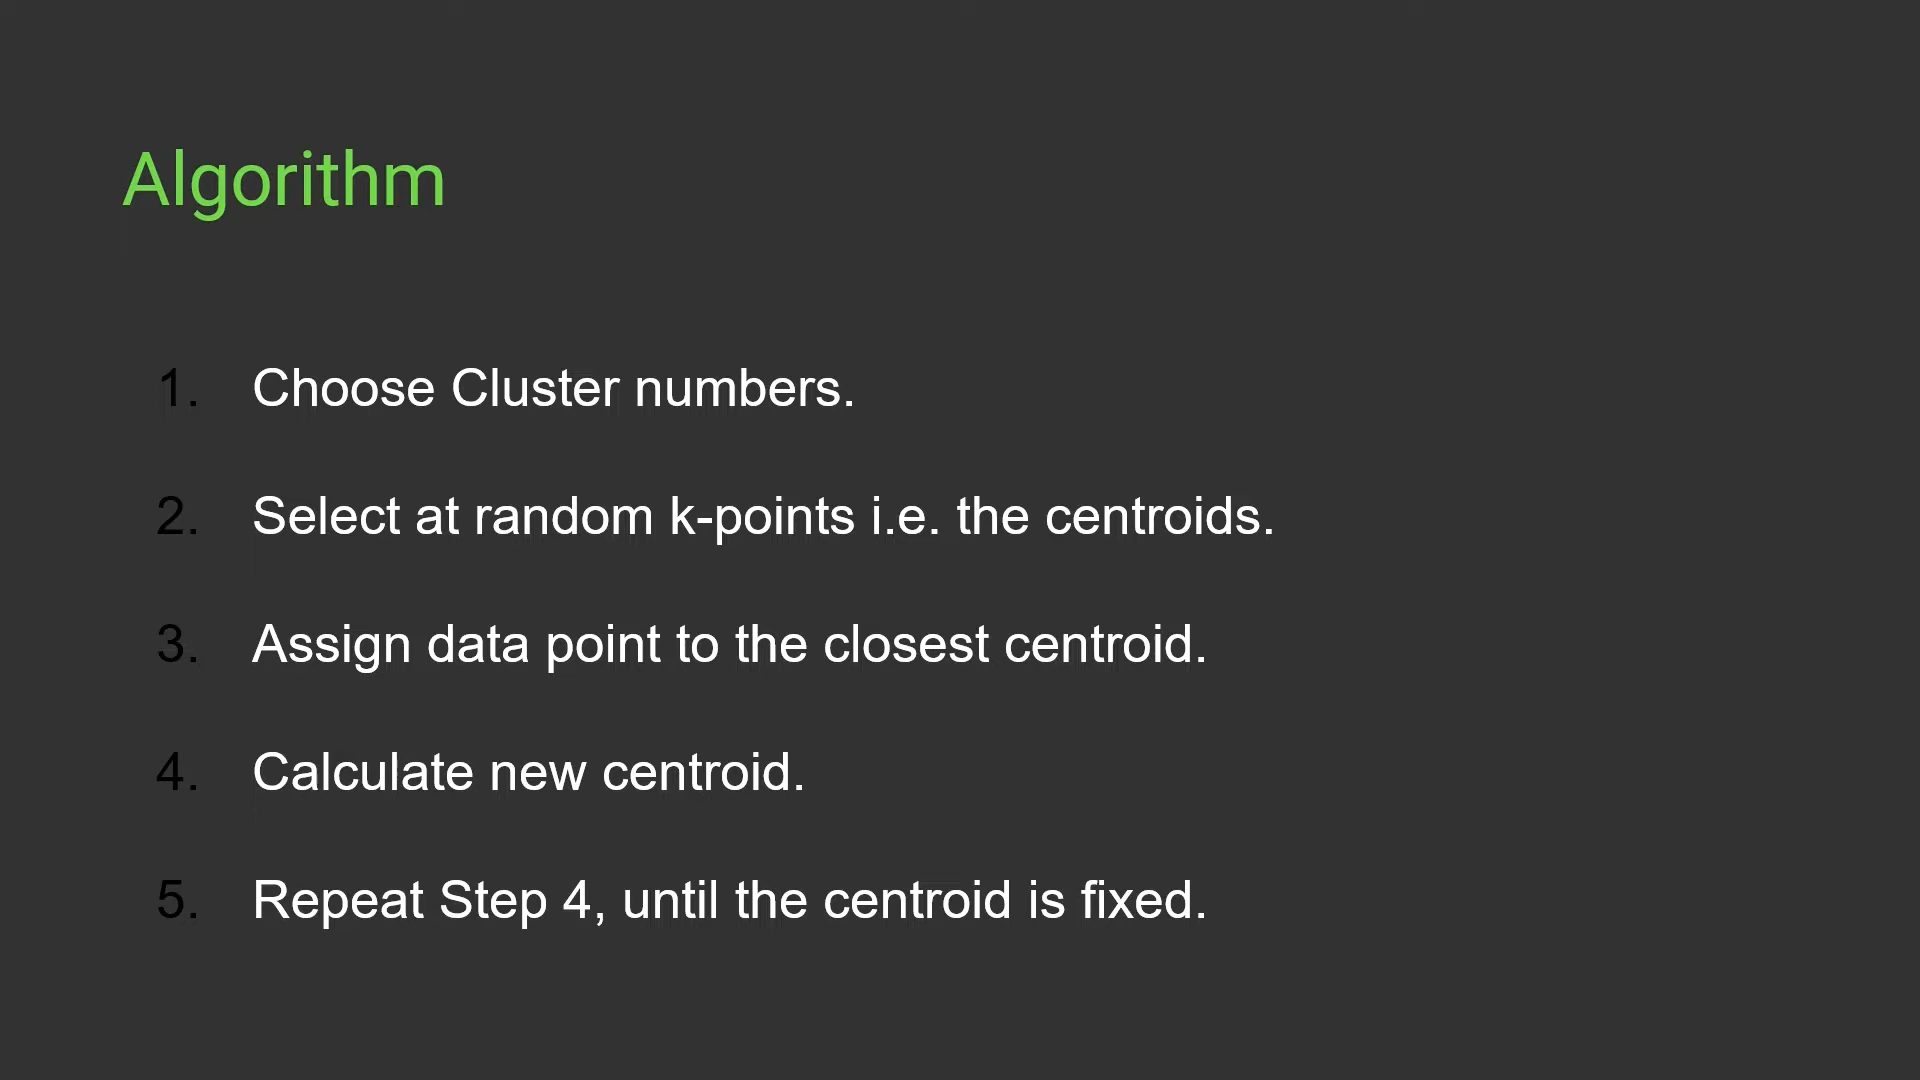 Algorithm
1. Choose Cluster numbers.
2. Select at random k-points i.e. the centroids.
3. Assign data point to the closest centroid.
4. Calculate new centroid.
5. Repeat Step 4, until the centroid is fixed.